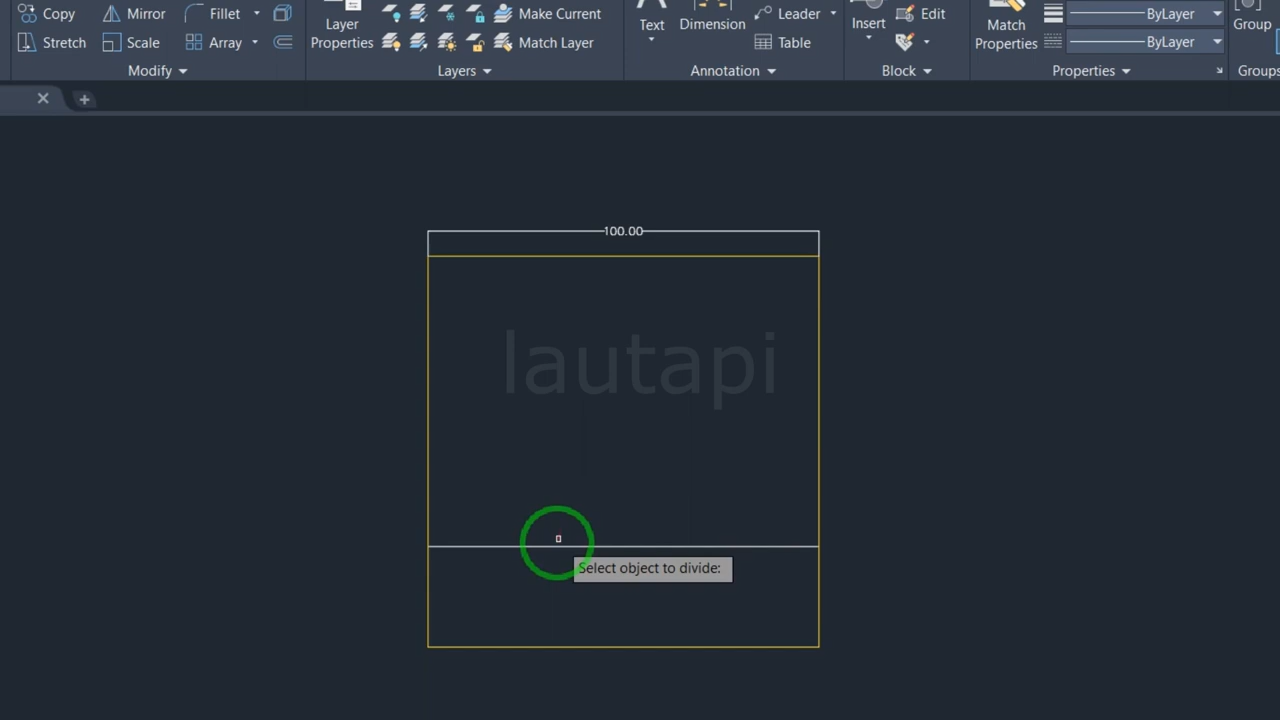 Copy Mirror Fillet Make Current Leader Edit ByLayer
Layer Properties Text Dimension Insert Match Properties Group
Stretch Scale Array Match Layer Table ByLayer
Modify Layers Annotation Block Properties Groups
100.00
lautapi
Select object to divide: